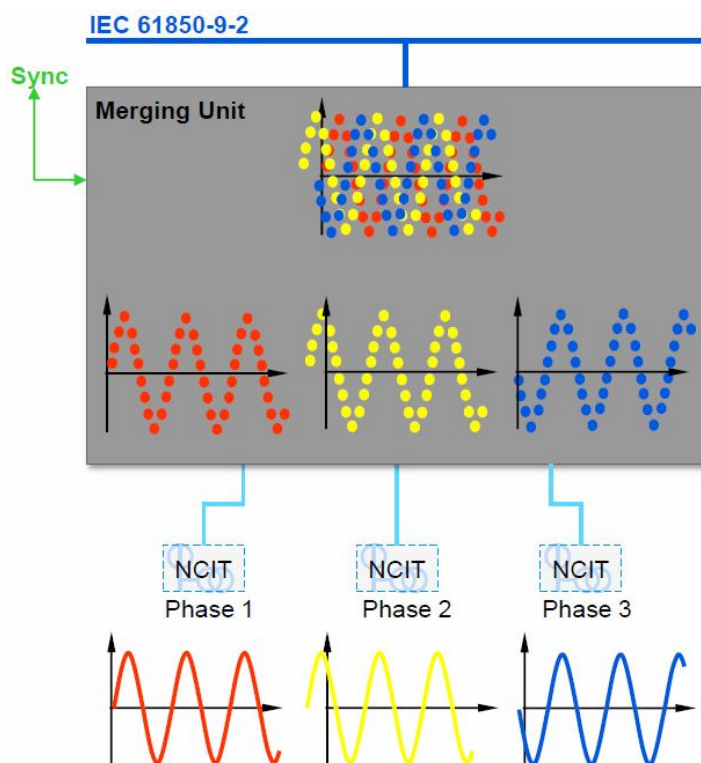 IEC 61850-9-2
Sync
Merging Unit
NCIT
NCIT
NCIT
Phase 1
Phase 2
Phase 3